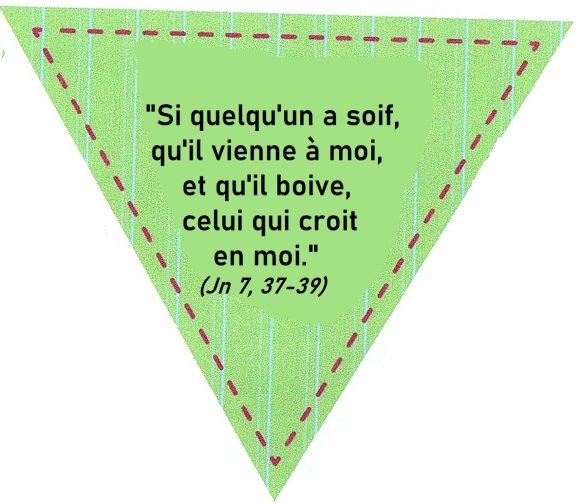 "Si quelqu'un a soif,
qu'il vienne à moi,
et qu'il boive,
celui qui croit
en moi."
(Jn 7, 37-39)